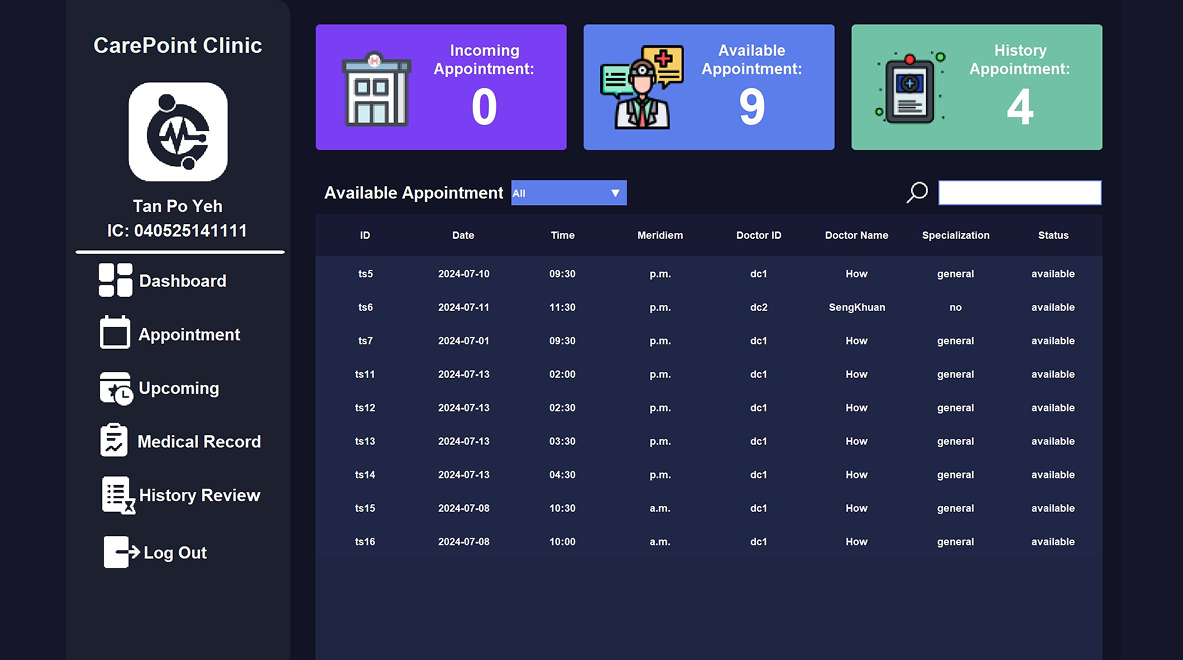 CarePoint Clinic
Tan Po Yeh
IC: 040525141111
Dashboard
Appointment
Upcoming
Medical Record
History Review
Log Out
Incoming
Appointment:
0
Available
Appointment:
9
History
Appointment:
4
Available Appointment All
ID Date Time Meridiem Doctor ID Doctor Name Specialization Status
ts5 2024-07-10 09:30 p.m. dc1 How general available
ts6 2024-07-11 11:30 p.m. dc2 SengKhuan no available
ts7 2024-07-01 09:30 p.m. dc1 How general available
ts11 2024-07-13 02:00 p.m. dc1 How general available
ts12 2024-07-13 02:30 p.m. dc1 How general available
ts13 2024-07-13 03:30 p.m. dc1 How general available
ts14 2024-07-13 04:30 p.m. dc1 How general available
ts15 2024-07-08 10:30 a.m. dc1 How general available
ts16 2024-07-08 10:00 a.m. dc1 How general available